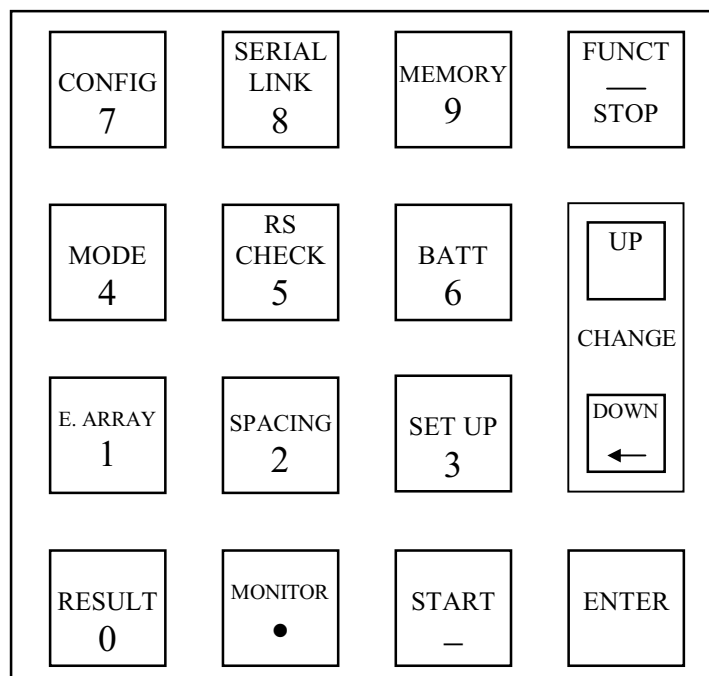 CONFIG
7
SERIAL
LINK
8
MEMORY
9
FUNCT
STOP
MODE
4
RS
CHECK
5
BATT
6
UP
CHANGE
DOWN
←
E. ARRAY
1
SPACING
2
SET UP
3
RESULT
0
MONITOR
•
START
–
ENTER